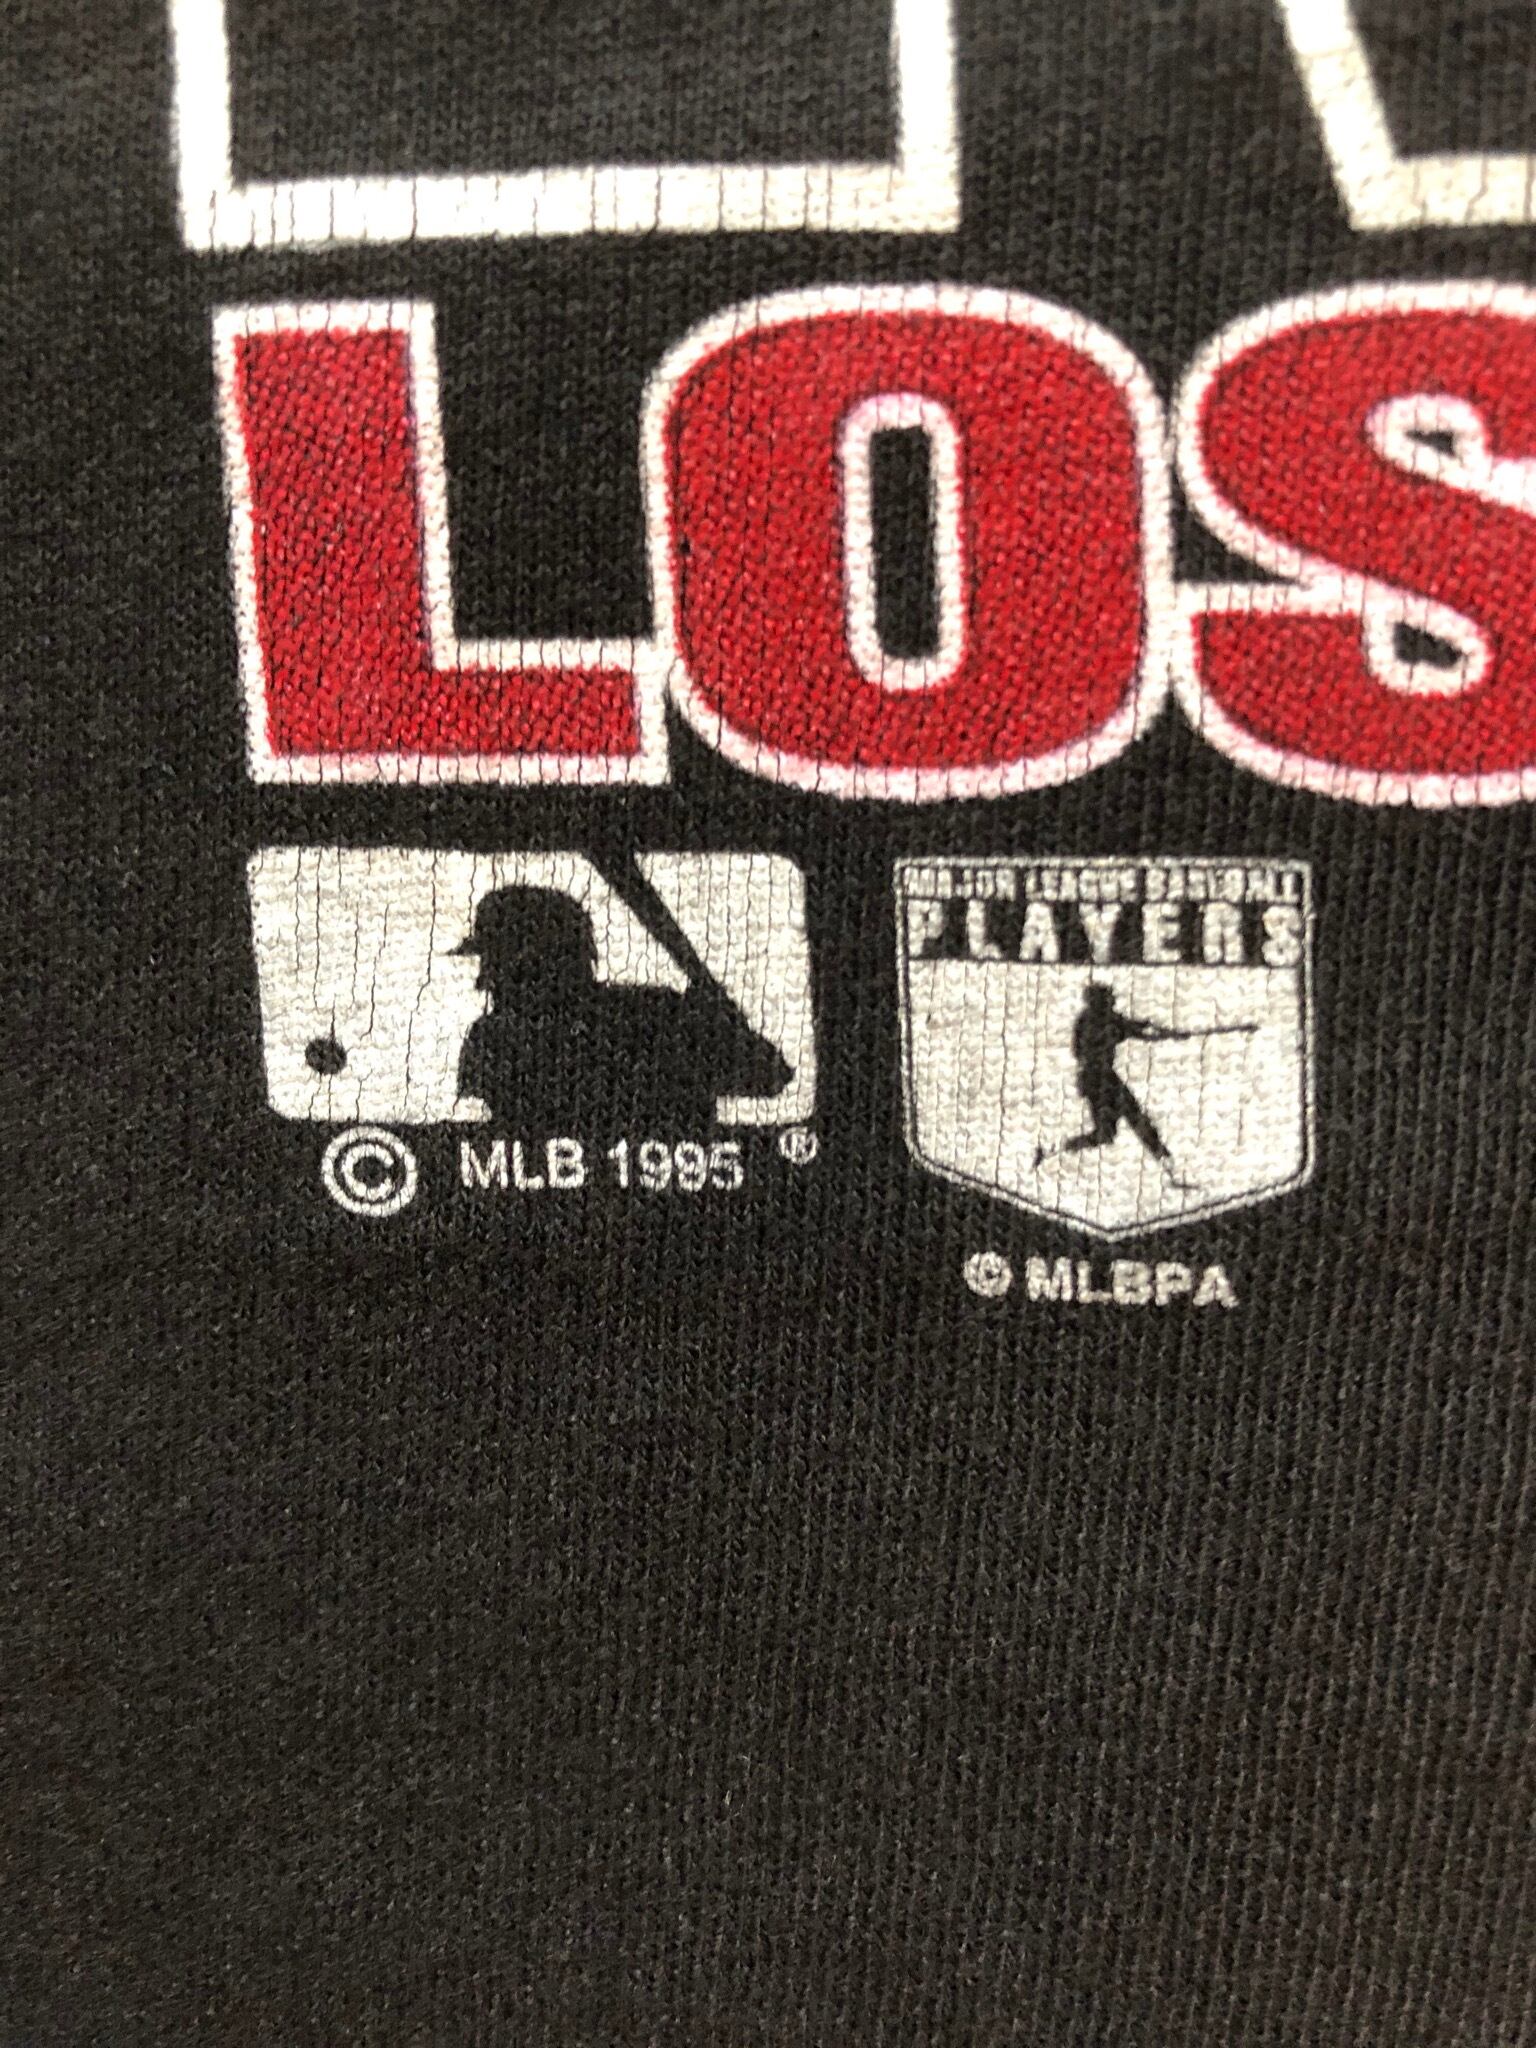 LOS
MAJOR LEAGUE BASEBALL
PLAYERS
© MLB 1995 ®
© MLBPA